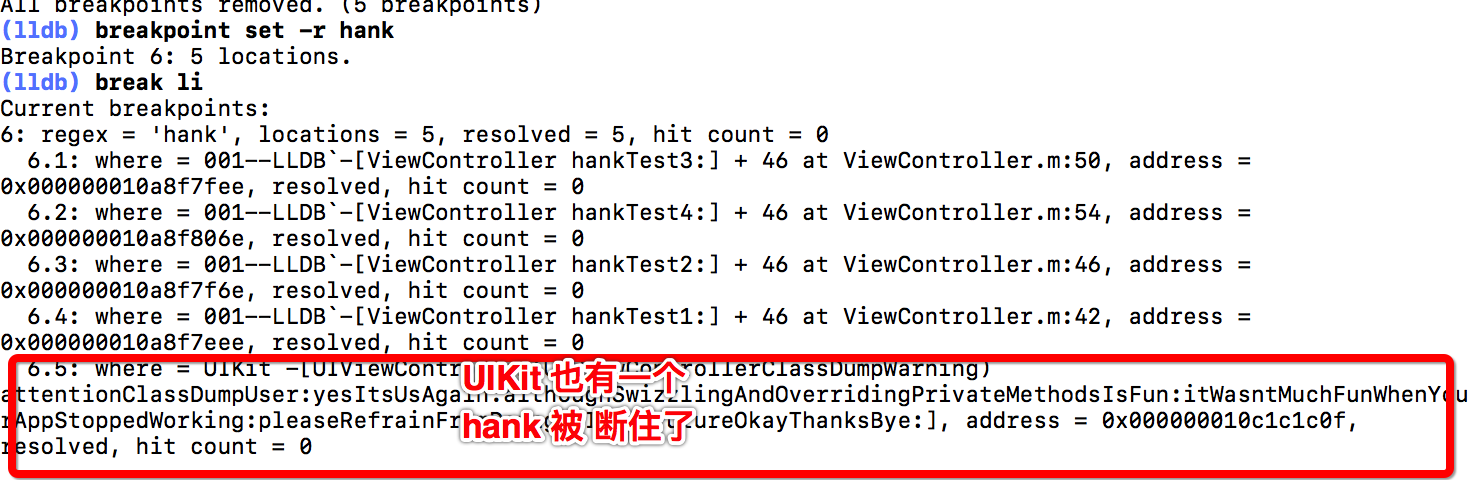 All breakpoints removed. (5 breakpoints)
(lldb) breakpoint set -r hank
Breakpoint 6: 5 locations.
(lldb) break li
Current breakpoints:
6: regex = 'hank', locations = 5, resolved = 5, hit count = 0
6.1: where = 001--LLDB`-[ViewController hankTest3:] + 46 at ViewController.m:50, address =
0x000000010a8f7fee, resolved, hit count = 0
6.2: where = 001--LLDB`-[ViewController hankTest4:] + 46 at ViewController.m:54, address =
0x000000010a8f806e, resolved, hit count = 0
6.3: where = 001--LLDB`-[ViewController hankTest2:] + 46 at ViewController.m:46, address =
0x000000010a8f7f6e, resolved, hit count = 0
6.4: where = 001--LLDB`-[ViewController hankTest1:] + 46 at ViewController.m:42, address =
0x000000010a8f7eee, resolved, hit count = 0
6.5: where = UIKit`-[UIViewCont ControllerClassDumpWarning)
UIKit 也有一个
attentionClassDumpUser:yesItsUsAgain:althoughSwizzlingAndOverridingPrivateMethodsIsFun:itWasntMuchFunWhenYou
rAppStoppedWorking:pleaseRefrainFr tureOkayThanksBye:], address = 0x000000010c1c1c0f,
hank 被 断住了
resolved, hit count = 0